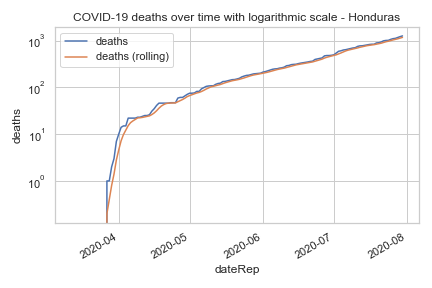 COVID-19 deaths over time with logarithmic scale - Honduras
deaths
deaths (rolling)
10³
10²
10¹
10⁰
deaths
2020-04
2020-05
2020-06
2020-07
2020-08
dateRep